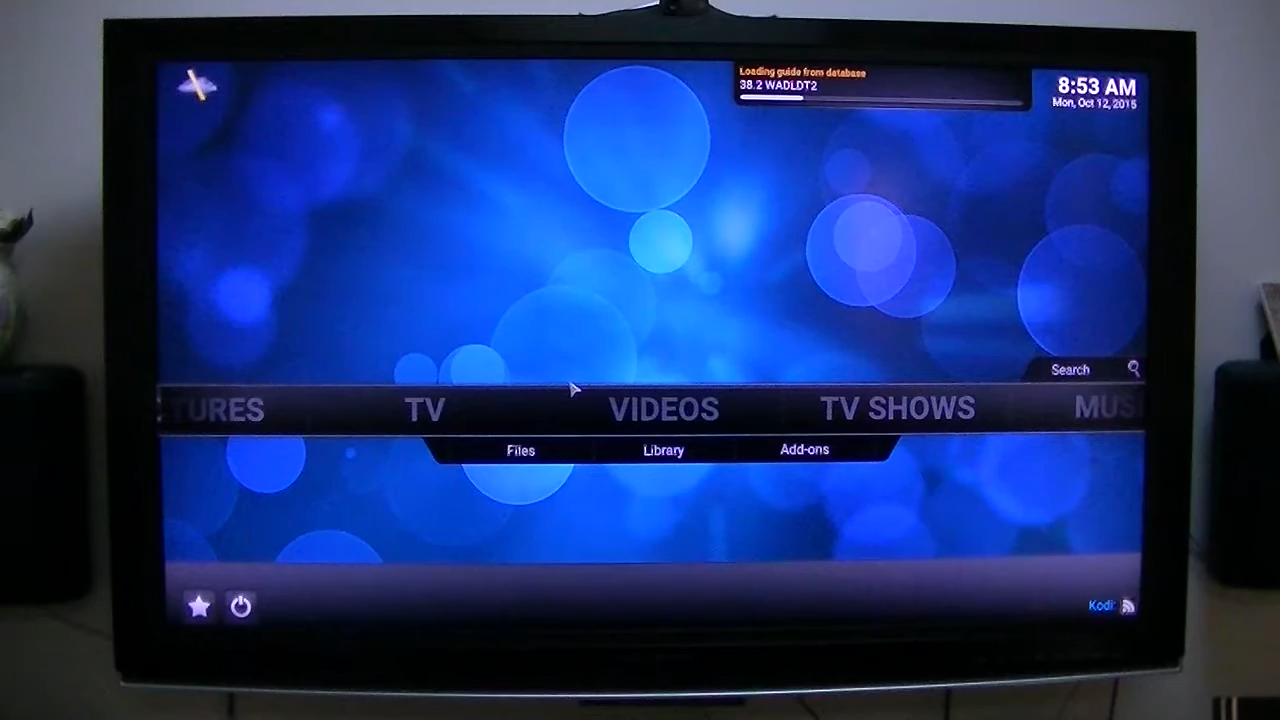 Loading guide from database
38.2 WADLDT2
8:53 AM
Mon, Oct 12, 2015
Search
TURES TV VIDEOS TV SHOWS MUSI
Files Library Add-ons
Kodi